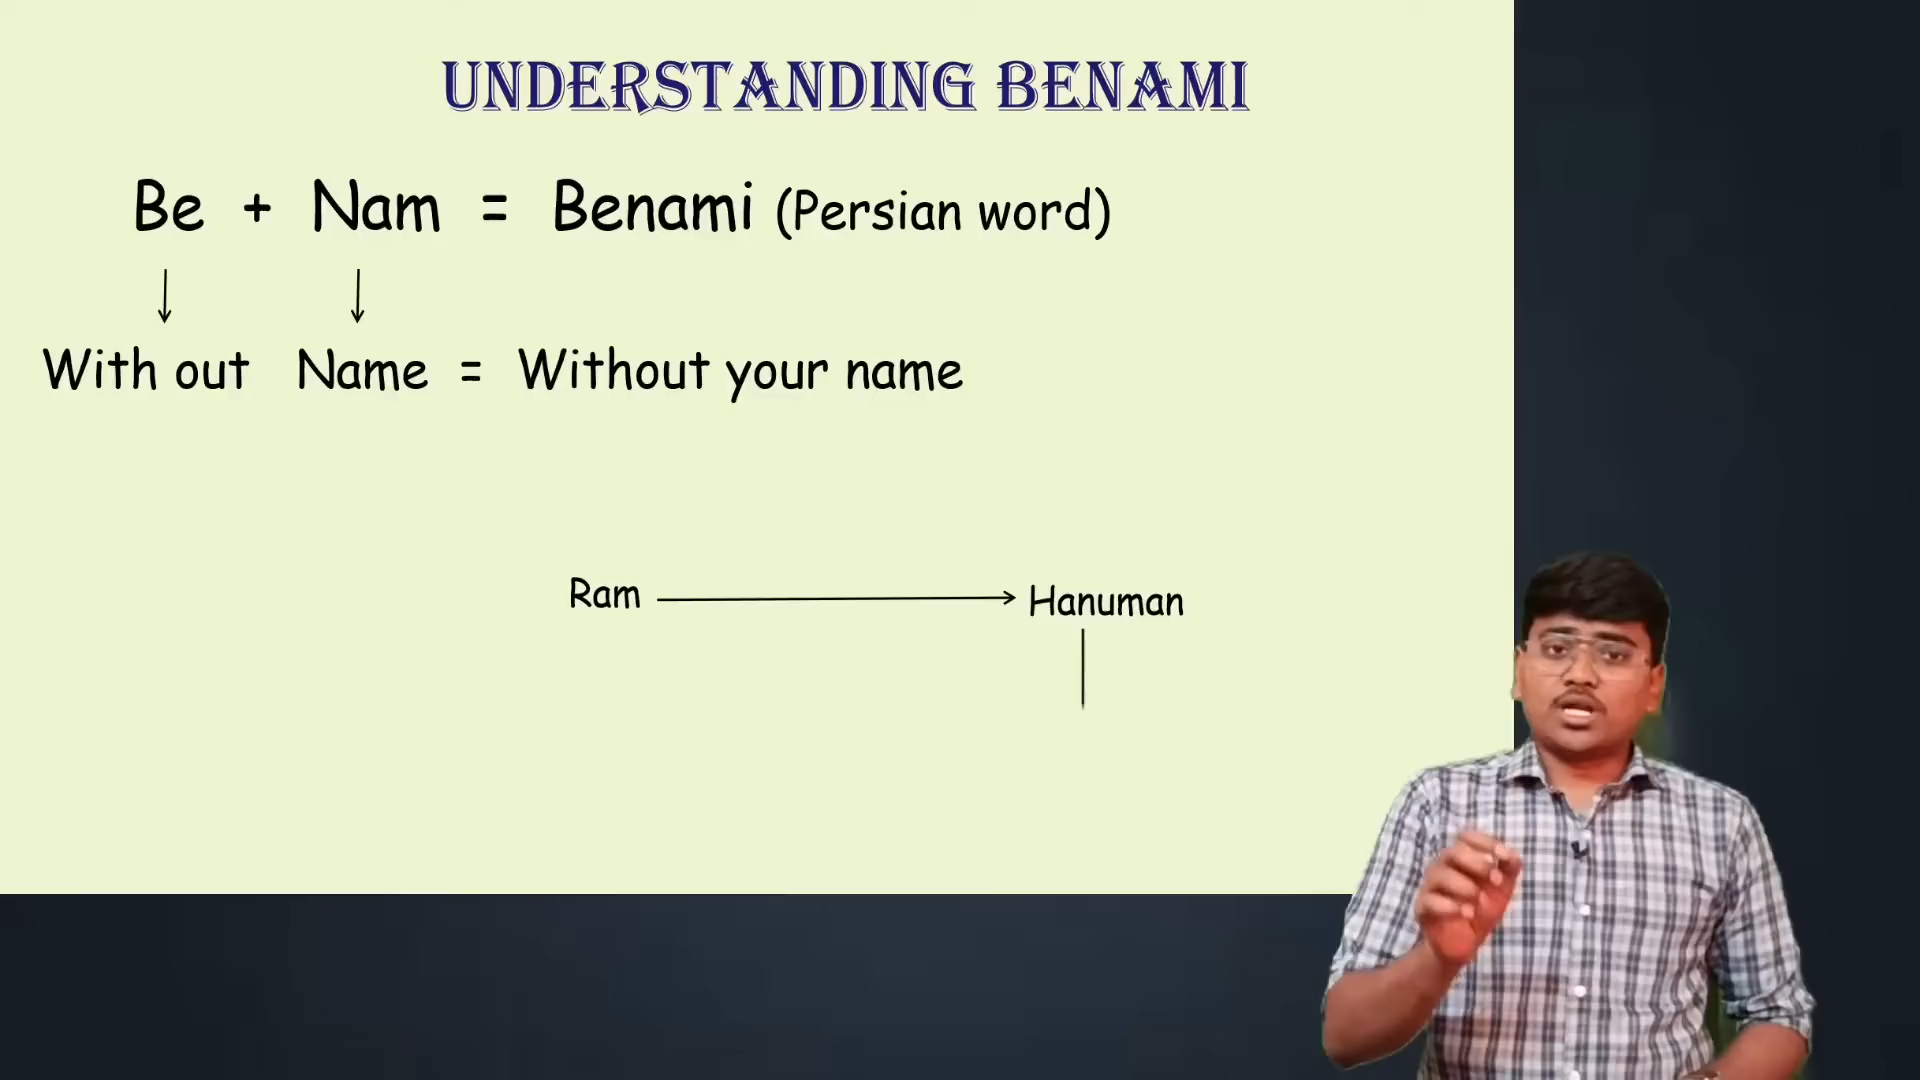 UNDERSTANDING BENAMI
Be + Nam = Benami (Persian word)
With out Name = Without your name
Ram Hanuman